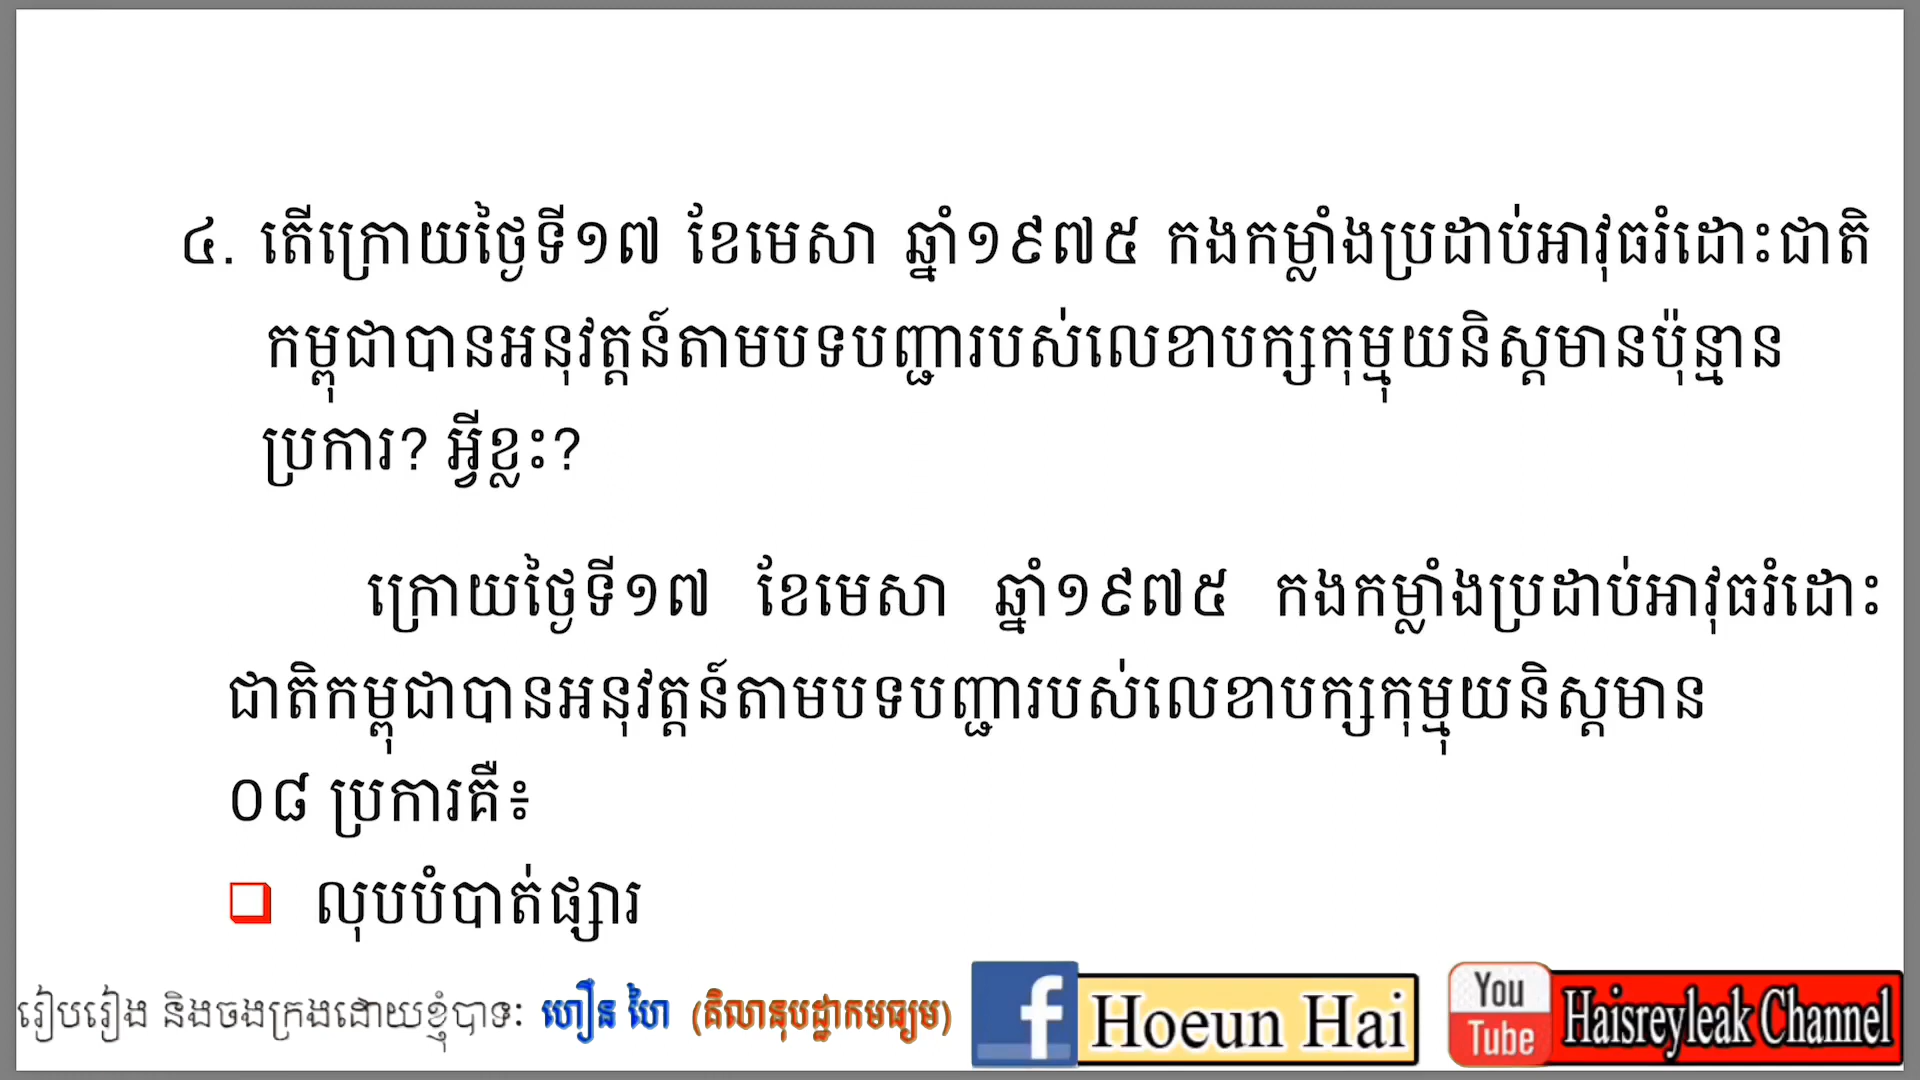 ៤. តើក្រោយថ្ងៃទី១៧ ខែមេសា ឆ្នាំ១៩៧៥ កងកម្លាំងប្រដាប់អាវុធរំដោះជាតិ
កម្ពុជាបានអនុវត្តន៍តាមបទបញ្ជារបស់លេខាបក្សកុម្មុយនិស្តមានប៉ុន្មាន
ប្រការ? អ្វីខ្លះ?
ក្រោយថ្ងៃទី១៧ ខែមេសា ឆ្នាំ១៩៧៥ កងកម្លាំងប្រដាប់អាវុធរំដោះ
ជាតិកម្ពុជាបានអនុវត្តន៍តាមបទបញ្ជារបស់លេខាបក្សកុម្មុយនិស្តមាន
០៨ ប្រការគឺ៖
❑ លុបបំបាត់ផ្សារ
រៀបរៀង និងចងក្រងដោយខ្ញុំបាទៈ ហឿន ហៃ (គិលានុបដ្ឋាកមធ្យម)
f Hoeun Hai
You Tube Haisreyleak Channel